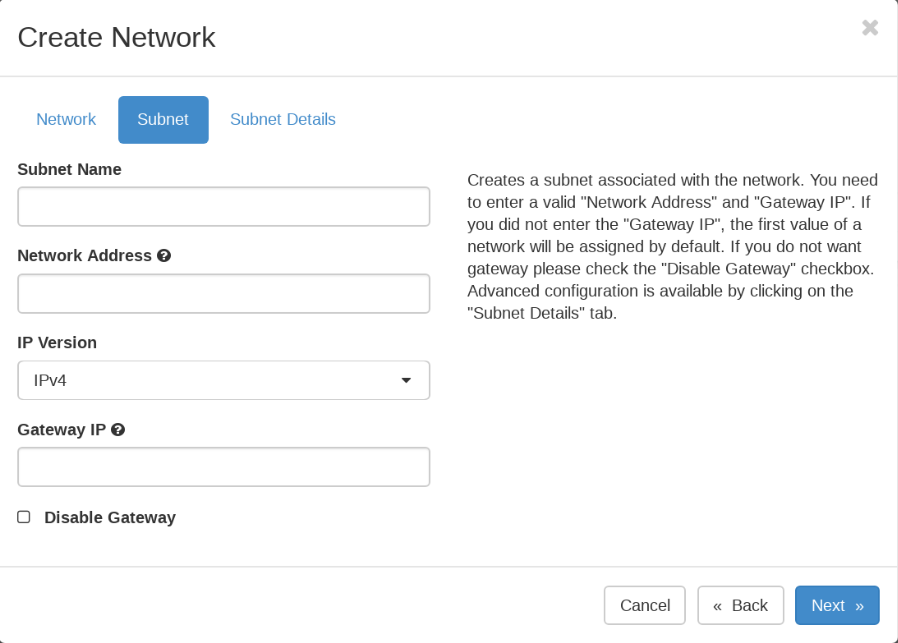 Create Network
Network
Subnet
Subnet Details
Subnet Name
Network Address
IP Version
IPv4
Gateway IP
Disable Gateway
Creates a subnet associated with the network. You need
to enter a valid "Network Address" and "Gateway IP". If
you did not enter the "Gateway IP", the first value of a
network will be assigned by default. If you do not want
gateway please check the "Disable Gateway" checkbox.
Advanced configuration is available by clicking on the
"Subnet Details" tab.
Cancel
« Back
Next »